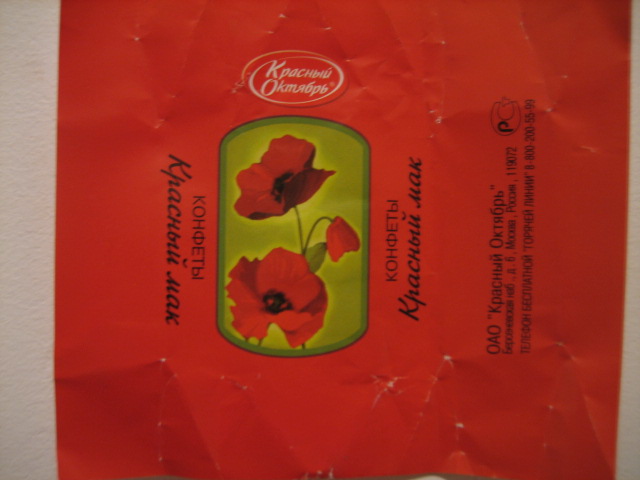 Красный
Октябрь®
КОНФЕТЫ
Красный мак
КОНФЕТЫ
Красный мак
ОАО "Красный Октябрь"
Берсеневская наб., д. 6, Москва, Россия, 119072
ТЕЛЕФОН БЕСПЛАТНОЙ "ГОРЯЧЕЙ ЛИНИИ" 8-800-200-55-99